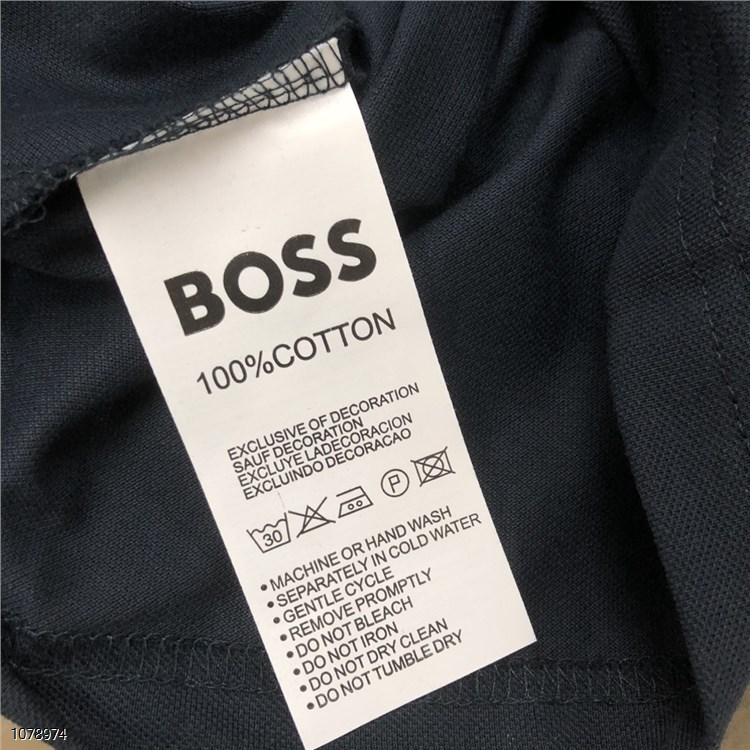 BOSS
100%COTTON
EXCLUSIVE OF DECORATION
SAUF DECORATION
EXCLUYE LADECORACION
EXCLUINDO DECORACAO
30 P
•MACHINE OR HAND WASH
•SEPARATELY IN COLD WATER
•GENTLE CYCLE
•REMOVE PROMPTLY
•DO NOT BLEACH
•DO NOT IRON
•DO NOT DRY CLEAN
•DO NOT TUMBLE DRY
1078974